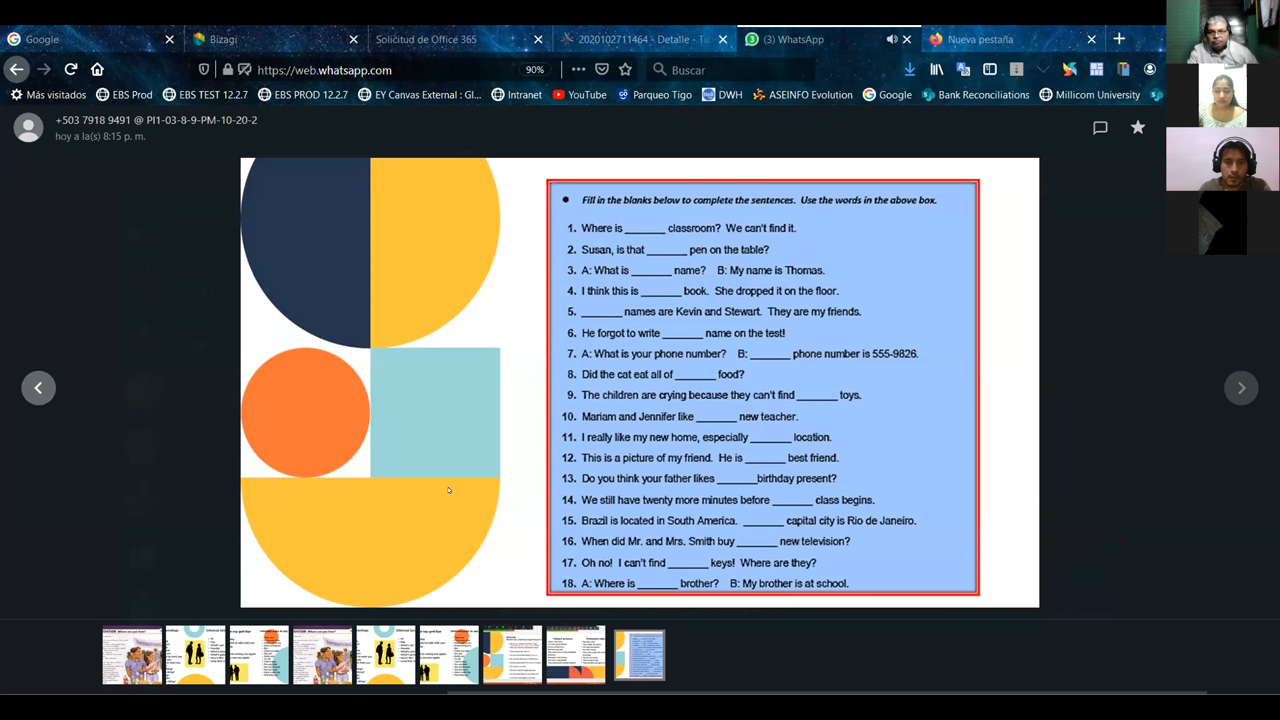 Google
Bizagi
Solicitud de Office 365
2020102711464 - Detalle - Tic
(3) WhatsApp
Nueva pestaña
https://web.whatsapp.com
90%
Buscar
Más visitados
EBS Prod
EBS TEST 12.2.7
EBS PROD 12.2.7
EY Canvas External : Gl...
Intranet
YouTube
Parqueo Tigo
DWH
ASEINFO Evolution
Google
Bank Reconciliations
Millicom University
+503 7918 9491 @ PI1-03-8-9-PM-10-20-2
hoy a la(s) 8:15 p. m.
• Fill in the blanks below to complete the sentences. Use the words in the above box.
1. Where is _______ classroom? We can't find it.
2. Susan, is that _______ pen on the table?
3. A: What is _______ name? B: My name is Thomas.
4. I think this is _______ book. She dropped it on the floor.
5. _______ names are Kevin and Stewart. They are my friends.
6. He forgot to write _______ name on the test!
7. A: What is your phone number? B: _______ phone number is 555-9826.
8. Did the cat eat all of _______ food?
9. The children are crying because they can't find _______ toys.
10. Mariam and Jennifer like _______ new teacher.
11. I really like my new home, especially _______ location.
12. This is a picture of my friend. He is _______ best friend.
13. Do you think your father likes _______birthday present?
14. We still have twenty more minutes before _______ class begins.
15. Brazil is located in South America. _______ capital city is Rio de Janeiro.
16. When did Mr. and Mrs. Smith buy _______ new television?
17. Oh no! I can't find _______ keys! Where are they?
18. A: Where is _______ brother? B: My brother is at school.